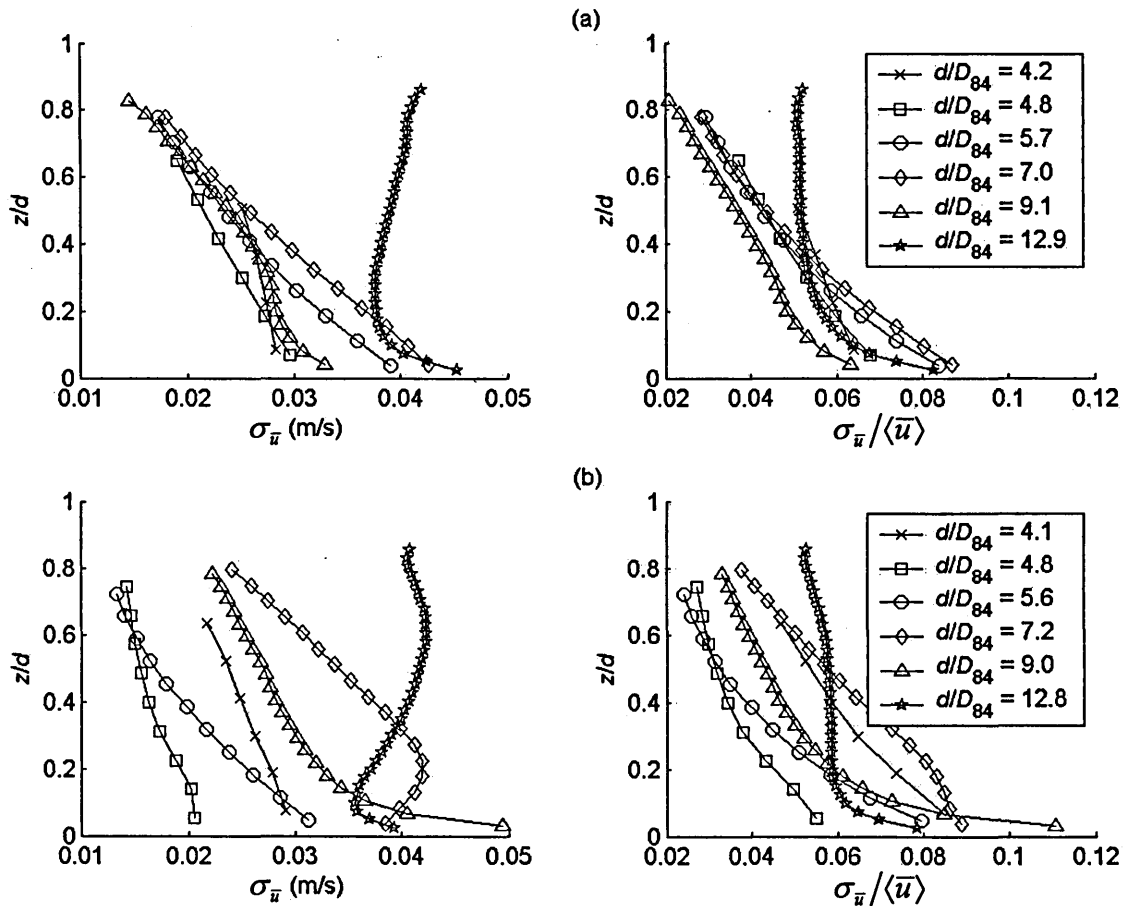 (a)
z/d
1
0.8
0.6
0.4
0.2
0
0.01 0.02 0.03 0.04 0.05
σ_ū (m/s)
z/d
1
0.8
0.6
0.4
0.2
0
0.02 0.04 0.06 0.08 0.1 0.12
σ_ū/⟨ū⟩
d/D84 = 4.2
d/D84 = 4.8
d/D84 = 5.7
d/D84 = 7.0
d/D84 = 9.1
d/D84 = 12.9
(b)
z/d
1
0.8
0.6
0.4
0.2
0
0.01 0.02 0.03 0.04 0.05
σ_ū (m/s)
z/d
1
0.8
0.6
0.4
0.2
0
0.02 0.04 0.06 0.08 0.1 0.12
σ_ū/⟨ū⟩
d/D84 = 4.1
d/D84 = 4.8
d/D84 = 5.6
d/D84 = 7.2
d/D84 = 9.0
d/D84 = 12.8